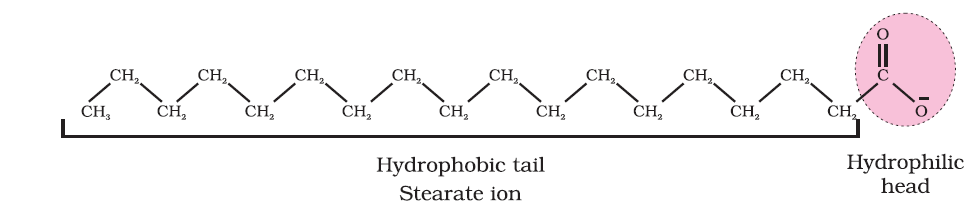 O
CH₂ CH₂ CH₂ CH₂ CH₂ CH₂ CH₂ CH₂ C
CH₃ CH₂ CH₂ CH₂ CH₂ CH₂ CH₂ CH₂ CH₂ O⁻
Hydrophobic tail
Stearate ion
Hydrophilic
head